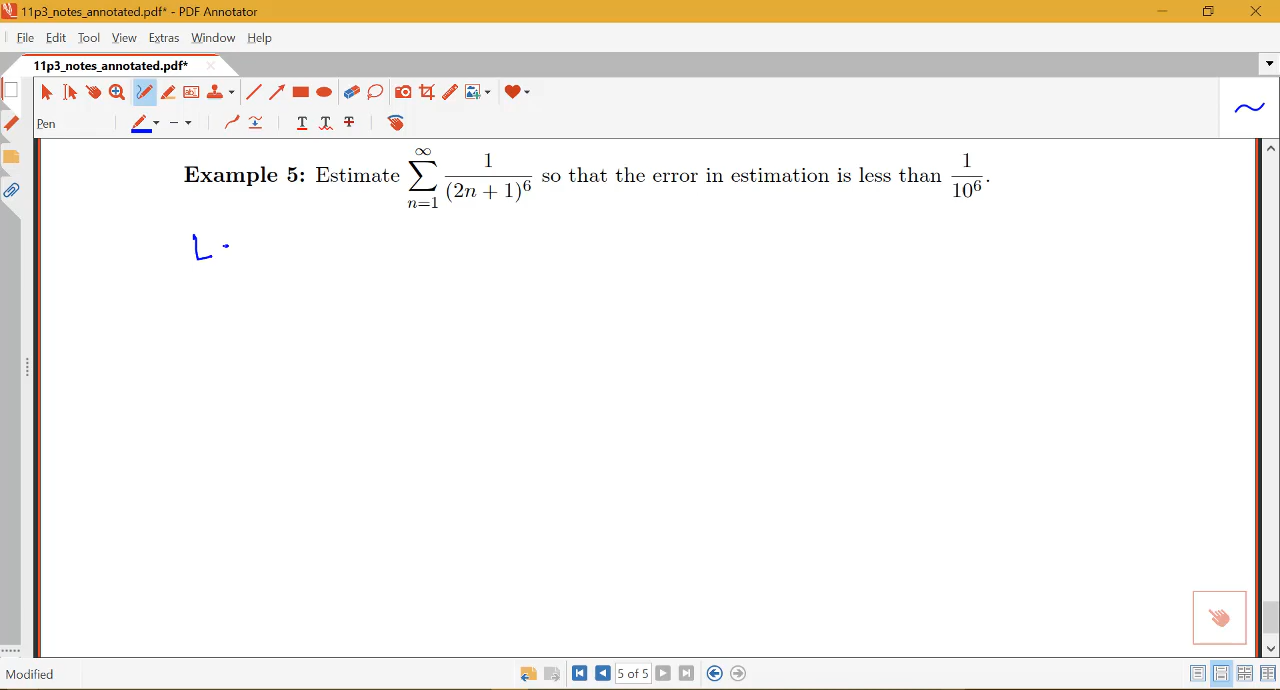 11p3_notes_annotated.pdf* - PDF Annotator
File Edit Tool View Extras Window Help
11p3_notes_annotated.pdf*
Pen
Example 5: Estimate ∑_{n=1}^{∞} 1/(2n + 1)^6 so that the error in estimation is less than 1/10^6.
L
Modified
5 of 5